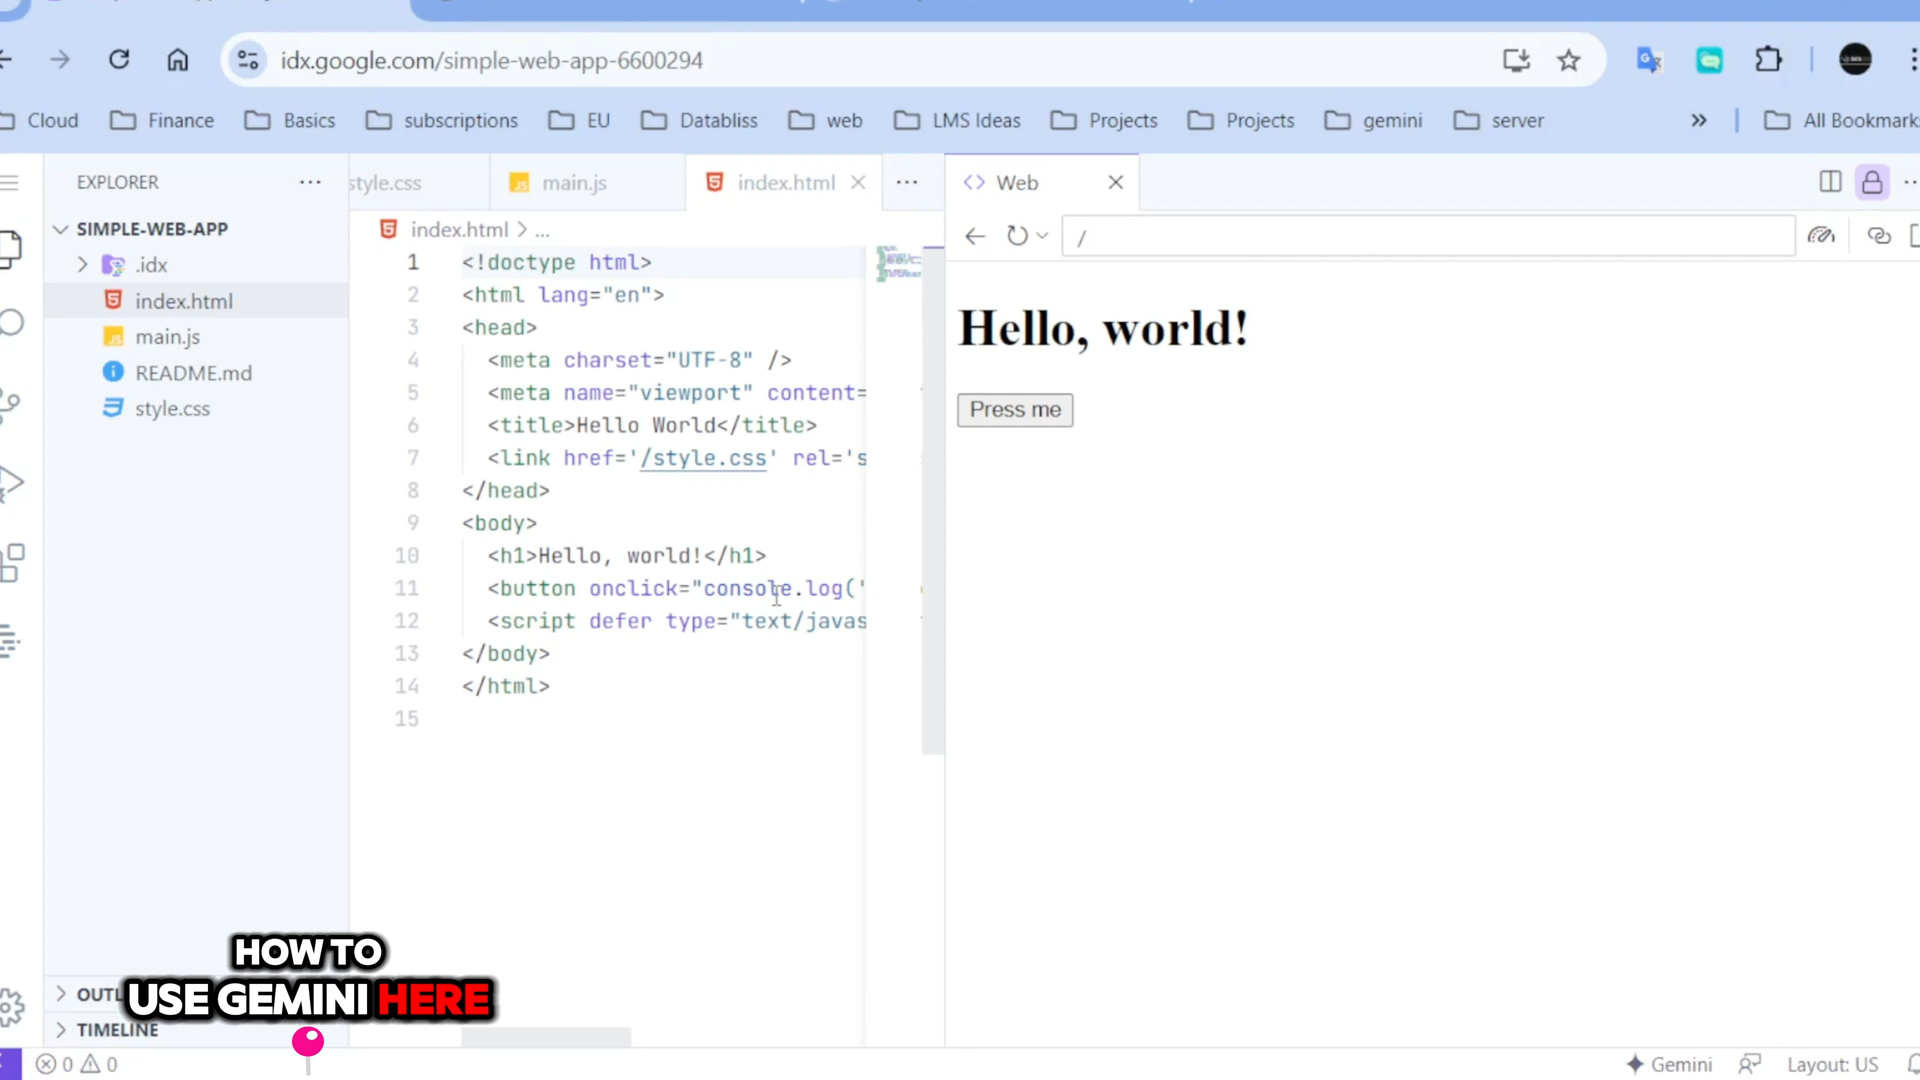 idx.google.com/simple-web-app-6600294
Cloud Finance Basics subscriptions EU Databliss web LMS Ideas Projects Projects gemini server » All Bookmark
EXPLORER
SIMPLE-WEB-APP
.idx
index.html
main.js
README.md
style.css
OUTL
TIMELINE
style.css main.js index.html
index.html > ...
1 <!doctype html>
2 <html lang="en">
3 <head>
4 <meta charset="UTF-8" />
5 <meta name="viewport" content=
6 <title>Hello World</title>
7 <link href='/style.css' rel='s
8 </head>
9 <body>
10 <h1>Hello, world!</h1>
11 <button onclick="console.log('
12 <script defer type="text/javas
13 </body>
14 </html>
15
Web
/
Hello, world!
Press me
HOW TO
USE GEMINI HERE
0 0
Gemini Layout: US